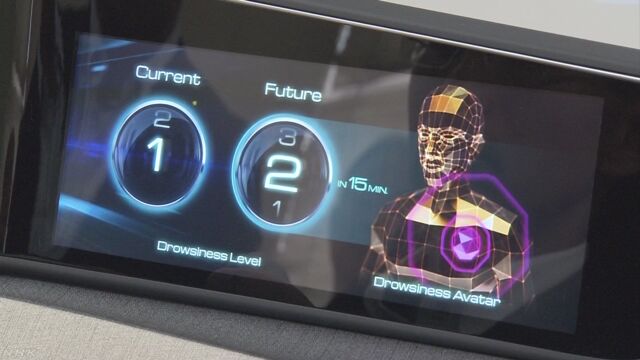 Current
2
1
Future
3
2
1
IN 15 MIN.
Drowsiness Level
Drowsiness Avatar